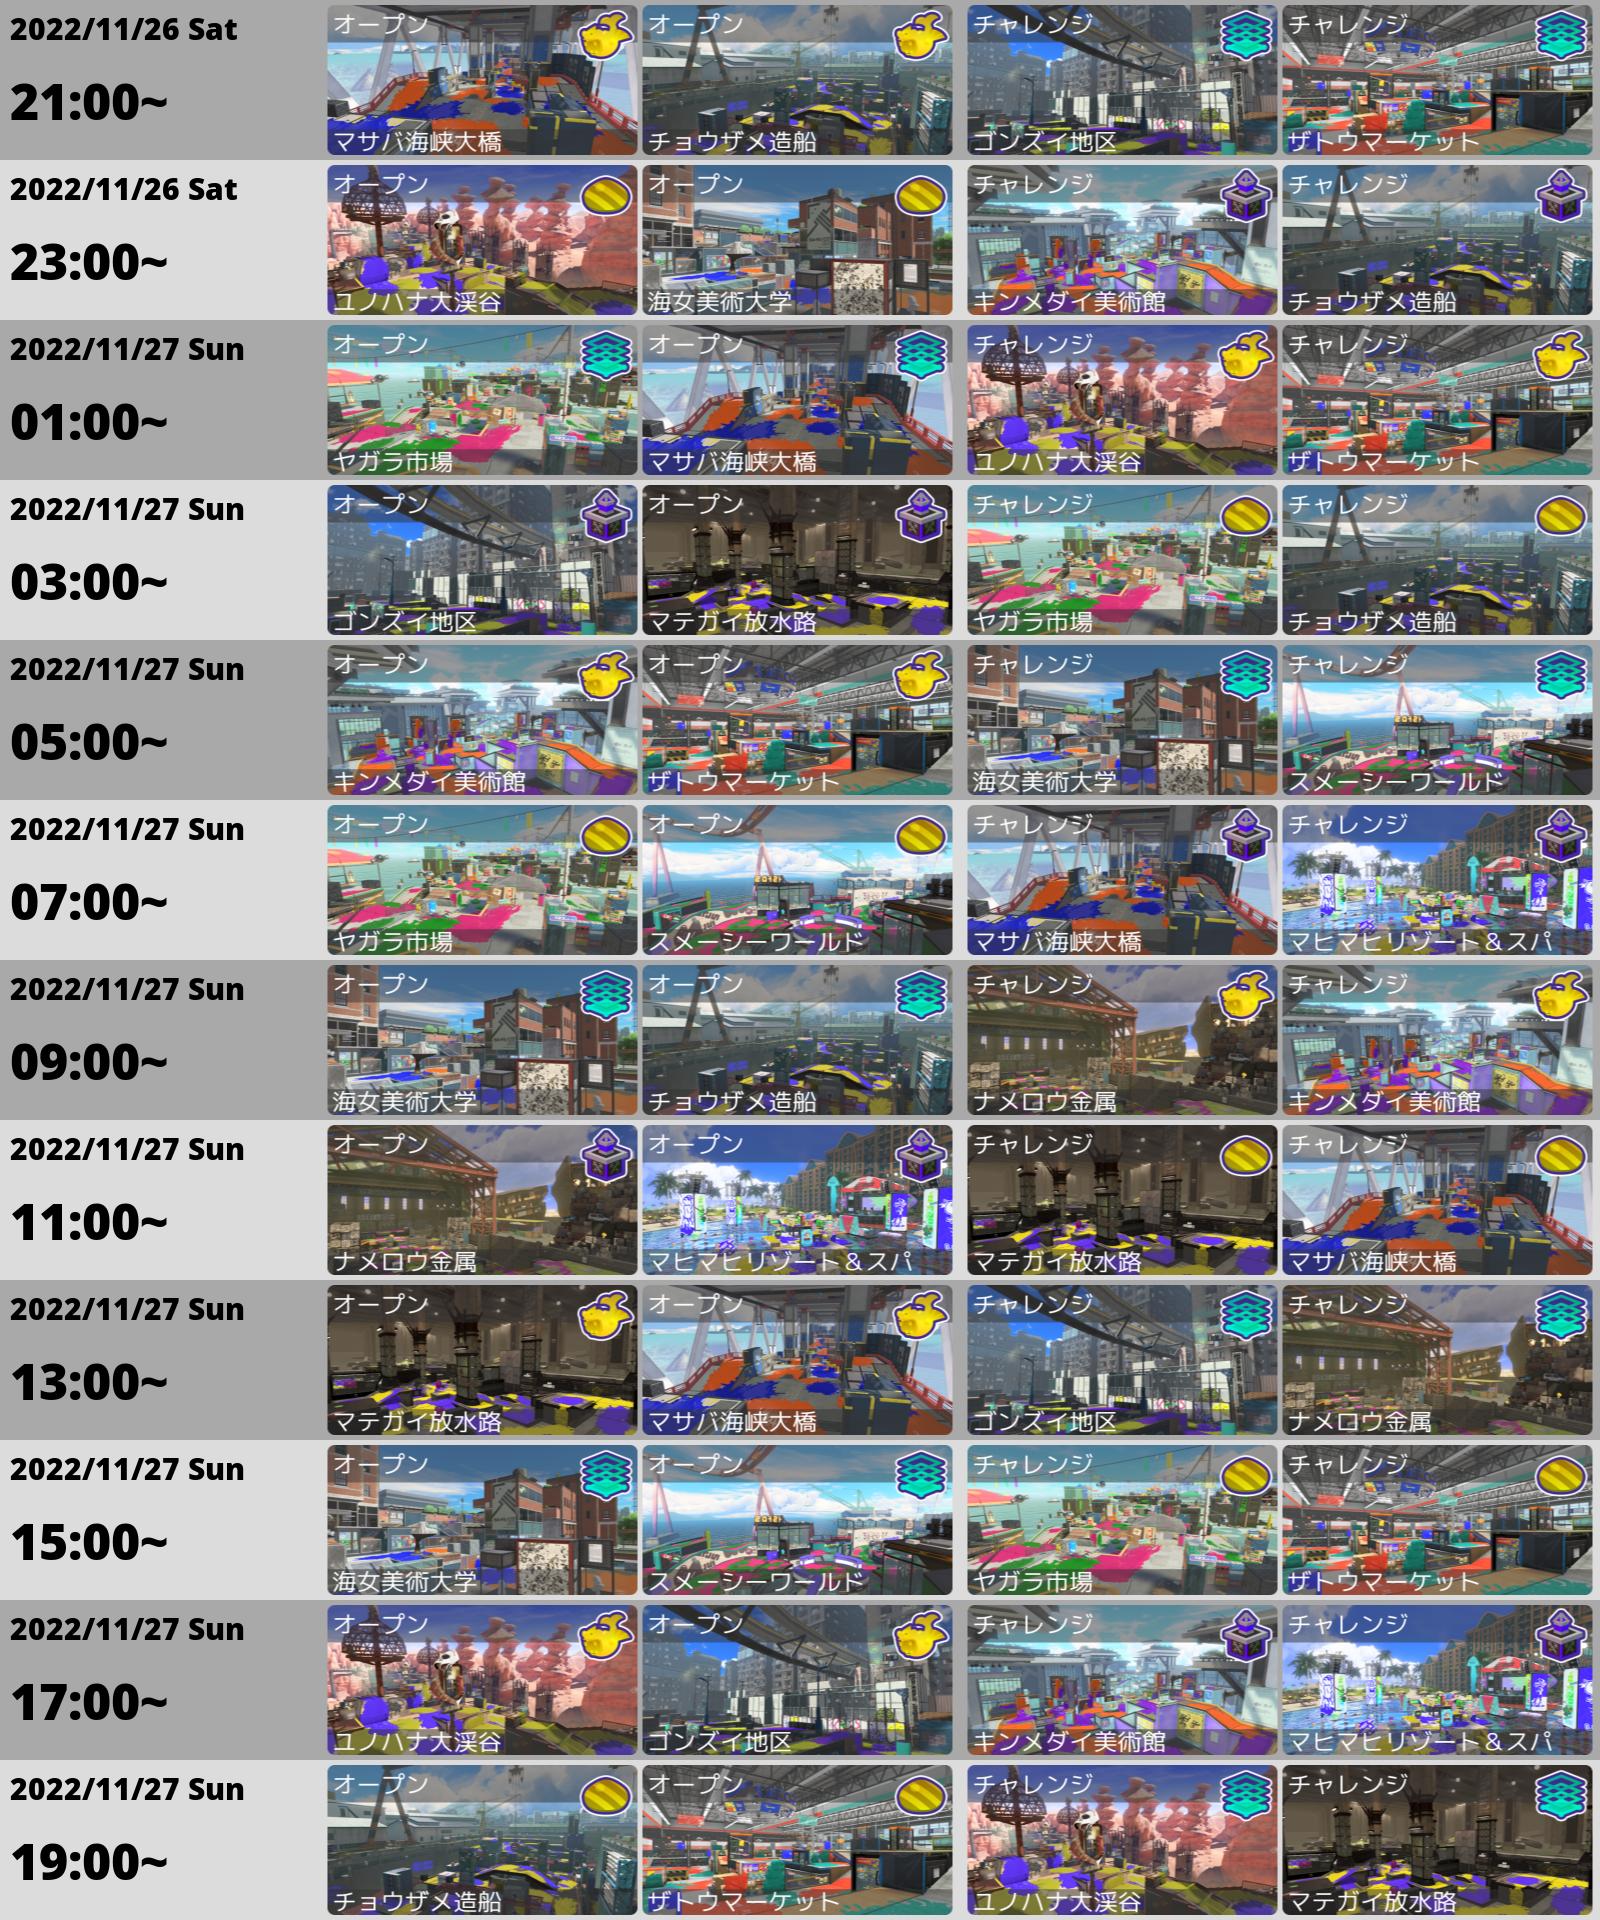 2022/11/26 Sat
21:00~
オープン オープン チャレンジ チャレンジ
マサバ海峡大橋 チョウザメ造船 ゴンズイ地区 ザトウマーケット
2022/11/26 Sat
23:00~
オープン オープン チャレンジ チャレンジ
ユノハナ大渓谷 海女美術大学 キンメダイ美術館 チョウザメ造船
2022/11/27 Sun
01:00~
オープン オープン チャレンジ チャレンジ
ヤガラ市場 マサバ海峡大橋 ユノハナ大渓谷 ザトウマーケット
2022/11/27 Sun
03:00~
オープン オープン チャレンジ チャレンジ
ゴンズイ地区 マテガイ放水路 ヤガラ市場 チョウザメ造船
2022/11/27 Sun
05:00~
オープン オープン チャレンジ チャレンジ
キンメダイ美術館 ザトウマーケット 海女美術大学 スメーシーワールド
2022/11/27 Sun
07:00~
オープン オープン チャレンジ チャレンジ
ヤガラ市場 スメーシーワールド マサバ海峡大橋 マヒマヒリゾート＆スパ
2022/11/27 Sun
09:00~
オープン オープン チャレンジ チャレンジ
海女美術大学 チョウザメ造船 ナメロウ金属 キンメダイ美術館
2022/11/27 Sun
11:00~
オープン オープン チャレンジ チャレンジ
ナメロウ金属 マヒマヒリゾート＆スパ マテガイ放水路 マサバ海峡大橋
2022/11/27 Sun
13:00~
オープン オープン チャレンジ チャレンジ
マテガイ放水路 マサバ海峡大橋 ゴンズイ地区 ナメロウ金属
2022/11/27 Sun
15:00~
オープン オープン チャレンジ チャレンジ
海女美術大学 スメーシーワールド ヤガラ市場 ザトウマーケット
2022/11/27 Sun
17:00~
オープン オープン チャレンジ チャレンジ
ユノハナ大渓谷 ゴンズイ地区 キンメダイ美術館 マヒマヒリゾート＆スパ
2022/11/27 Sun
19:00~
オープン オープン チャレンジ チャレンジ
チョウザメ造船 ザトウマーケット ユノハナ大渓谷 マテガイ放水路